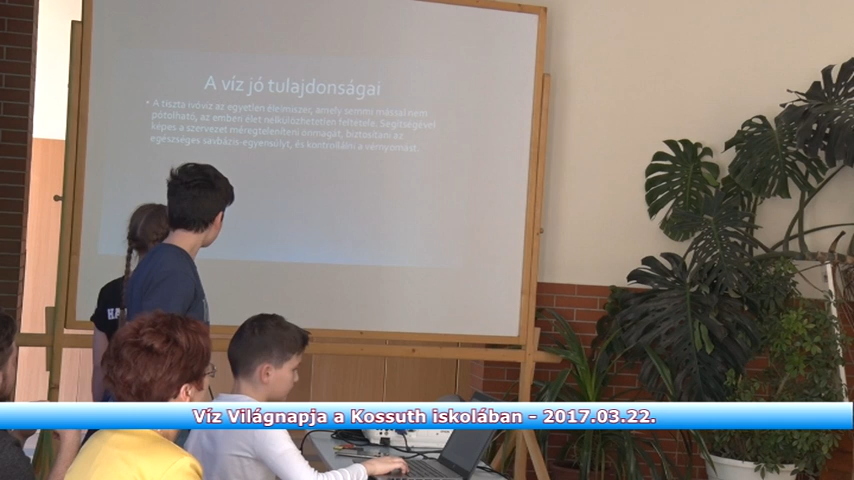 A víz jó tulajdonságai
• A tiszta ivóvíz az egyetlen élelmiszer, amely semmi mással nem
pótolható, az emberi élet nélkülözhetetlen feltétele. Segítségével
képes a szervezet méregteleníteni önmagát, biztosítani az
egészséges savbázis-egyensúlyt, és kontrollálni a vérnyomást.
Víz Világnapja a Kossuth iskolában - 2017.03.22.